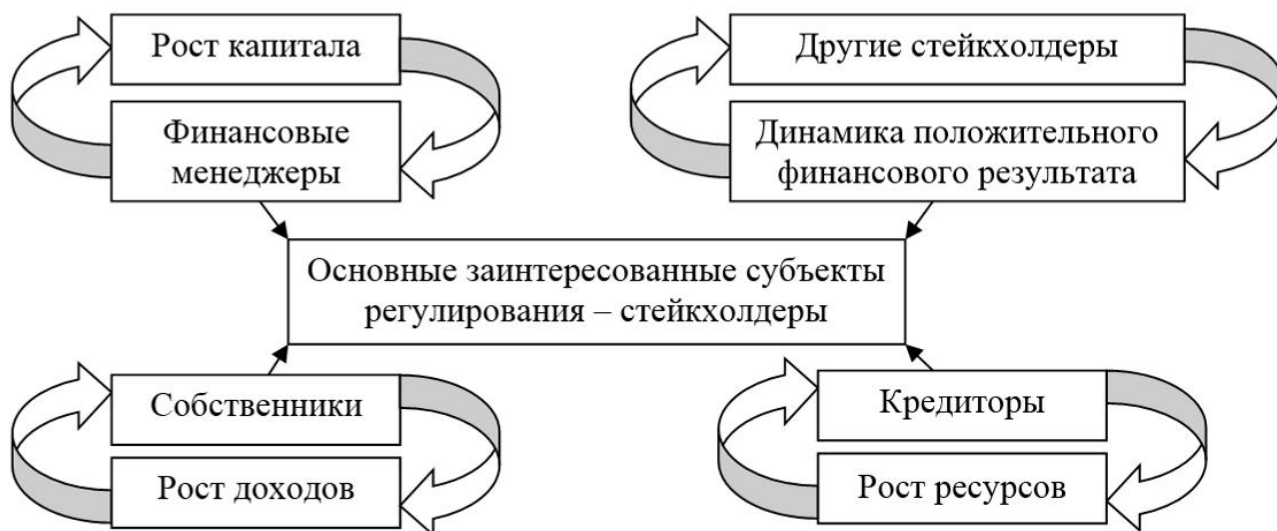 Рост капитала
Финансовые
менеджеры
Другие стейкхолдеры
Динамика положительного
финансового результата
Основные заинтересованные субъекты
регулирования – стейкхолдеры
Собственники
Рост доходов
Кредиторы
Рост ресурсов